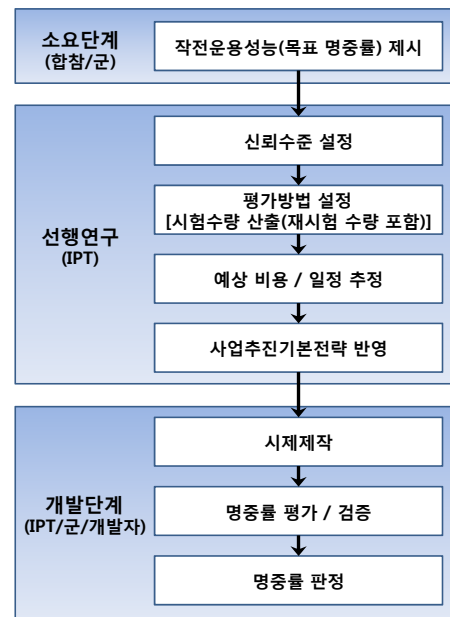 소요단계
(합참/군)
작전운용성능(목표 명중률) 제시
선행연구
(IPT)
신뢰수준 설정
평가방법 설정
[시험수량 산출(재시험 수량 포함)]
예상 비용 / 일정 추정
사업추진기본전략 반영
개발단계
(IPT/군/개발자)
시제제작
명중률 평가 / 검증
명중률 판정